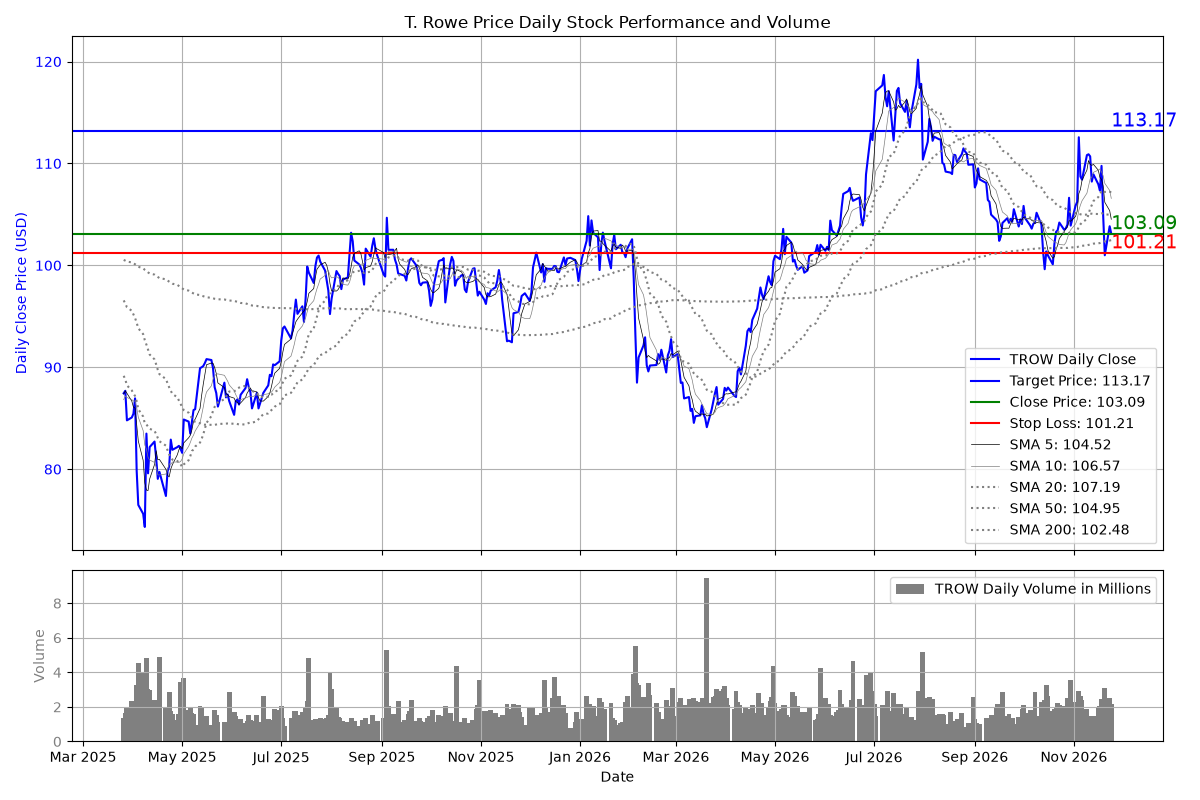 T. Rowe Price Daily Stock Performance and Volume
Daily Close Price (USD)
120
110
100
90
80
113.17
103.09
101.21
TROW Daily Close
Target Price: 113.17
Close Price: 103.09
Stop Loss: 101.21
SMA 5: 104.52
SMA 10: 106.57
SMA 20: 107.19
SMA 50: 104.95
SMA 200: 102.48
Volume
8
6
4
2
0
TROW Daily Volume in Millions
Mar 2025 May 2025 Jul 2025 Sep 2025 Nov 2025 Jan 2026 Mar 2026 May 2026 Jul 2026 Sep 2026 Nov 2026
Date